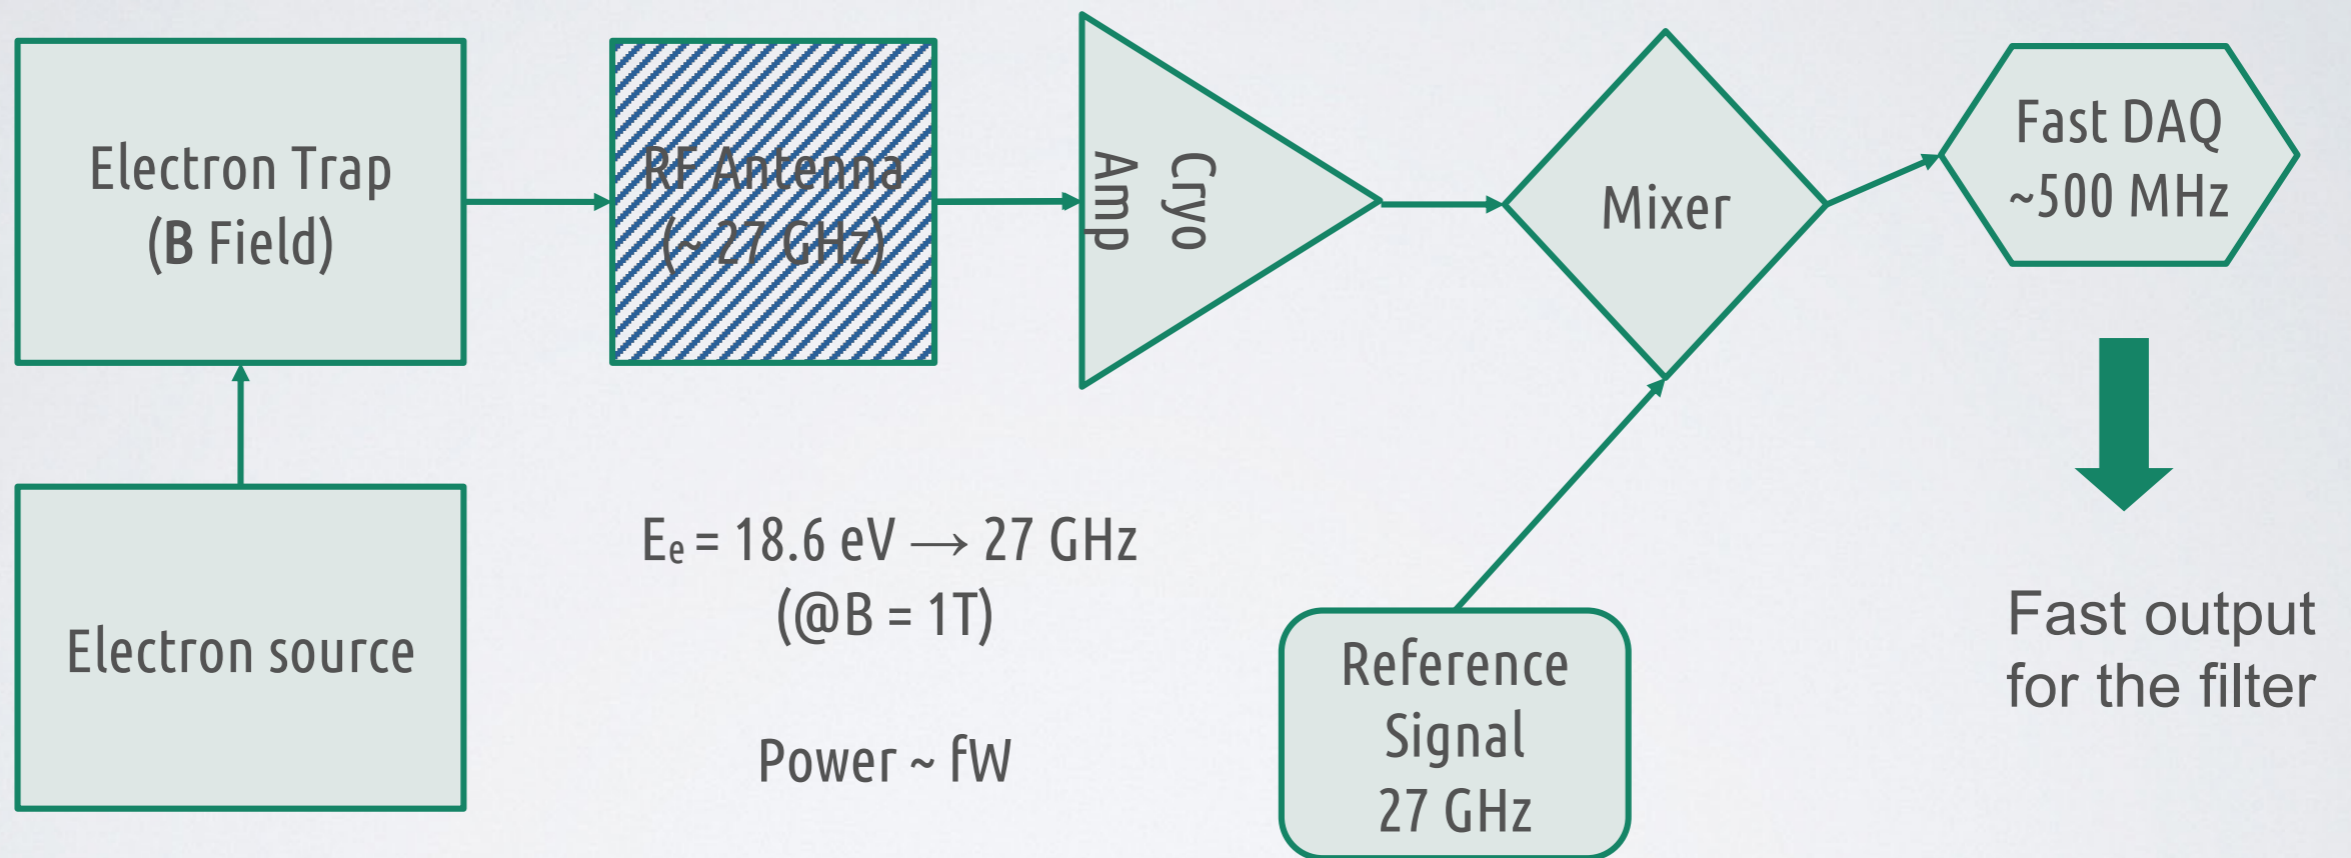 Electron Trap
(B Field)
RF Antenna
(~ 27 GHz)
Cryo
Amp
Mixer
Fast DAQ
~500 MHz
Electron source
Eₑ = 18.6 eV → 27 GHz
(@B = 1T)
Power ~ fW
Reference
Signal
27 GHz
Fast output
for the filter